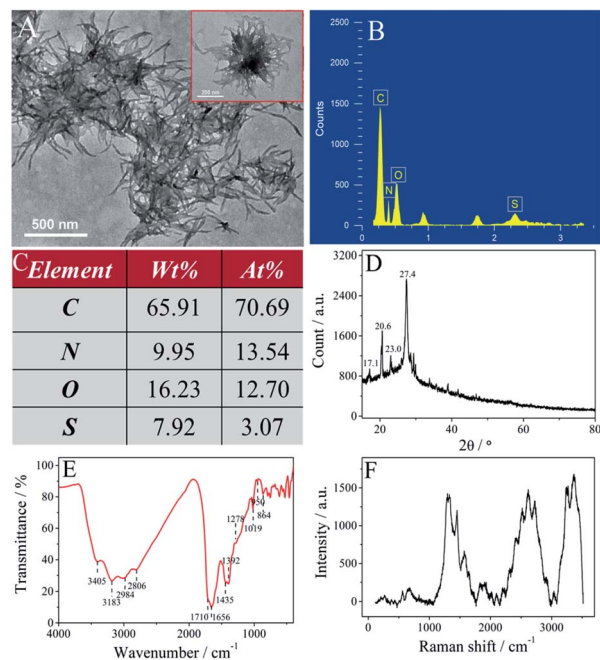 A
200 nm
500 nm
B
2500
2000
1500
1000
500
0
Counts
C
N
O
S
0 1 2 3
C Element Wt% At%
C 65.91 70.69
N 9.95 13.54
O 16.23 12.70
S 7.92 3.07
D
3200
2400
1600
800
0
Count / a.u.
27.4
20.6
23.0
17.1
20 40 60 80
2θ / °
E
100
80
60
40
20
0
Transmittance / %
3405
3183
2984
2806
1710
1656
1435
1392
1278
1019
950
864
4000 3000 2000 1000
Wavenumber / cm-1
F
1500
1000
500
0
Intensity / a.u.
0 1000 2000 3000
Raman shift / cm-1